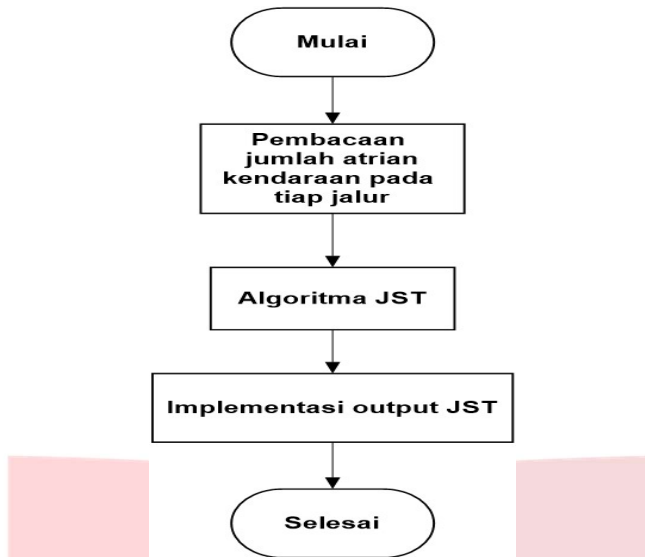 Mulai
Pembacaan
jumlah atrian
kendaraan pada
tiap jalur
Algoritma JST
Implementasi output JST
Selesai